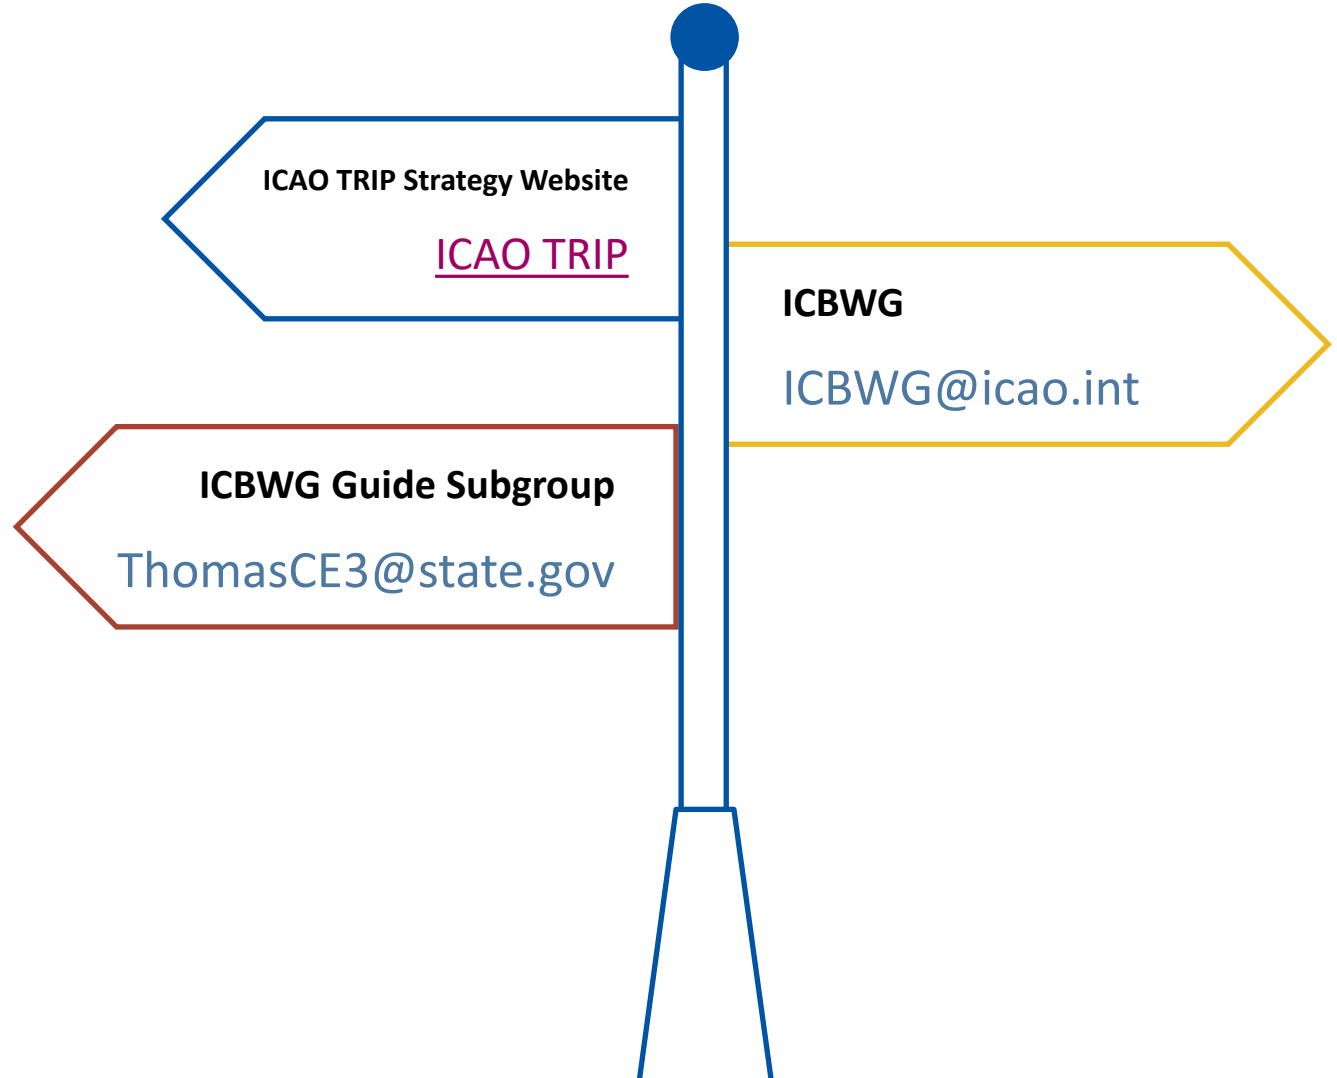 ICAO TRIP Strategy Website
ICAO TRIP
ICBWG
ICBWG@icao.int
ICBWG Guide Subgroup
ThomasCE3@state.gov